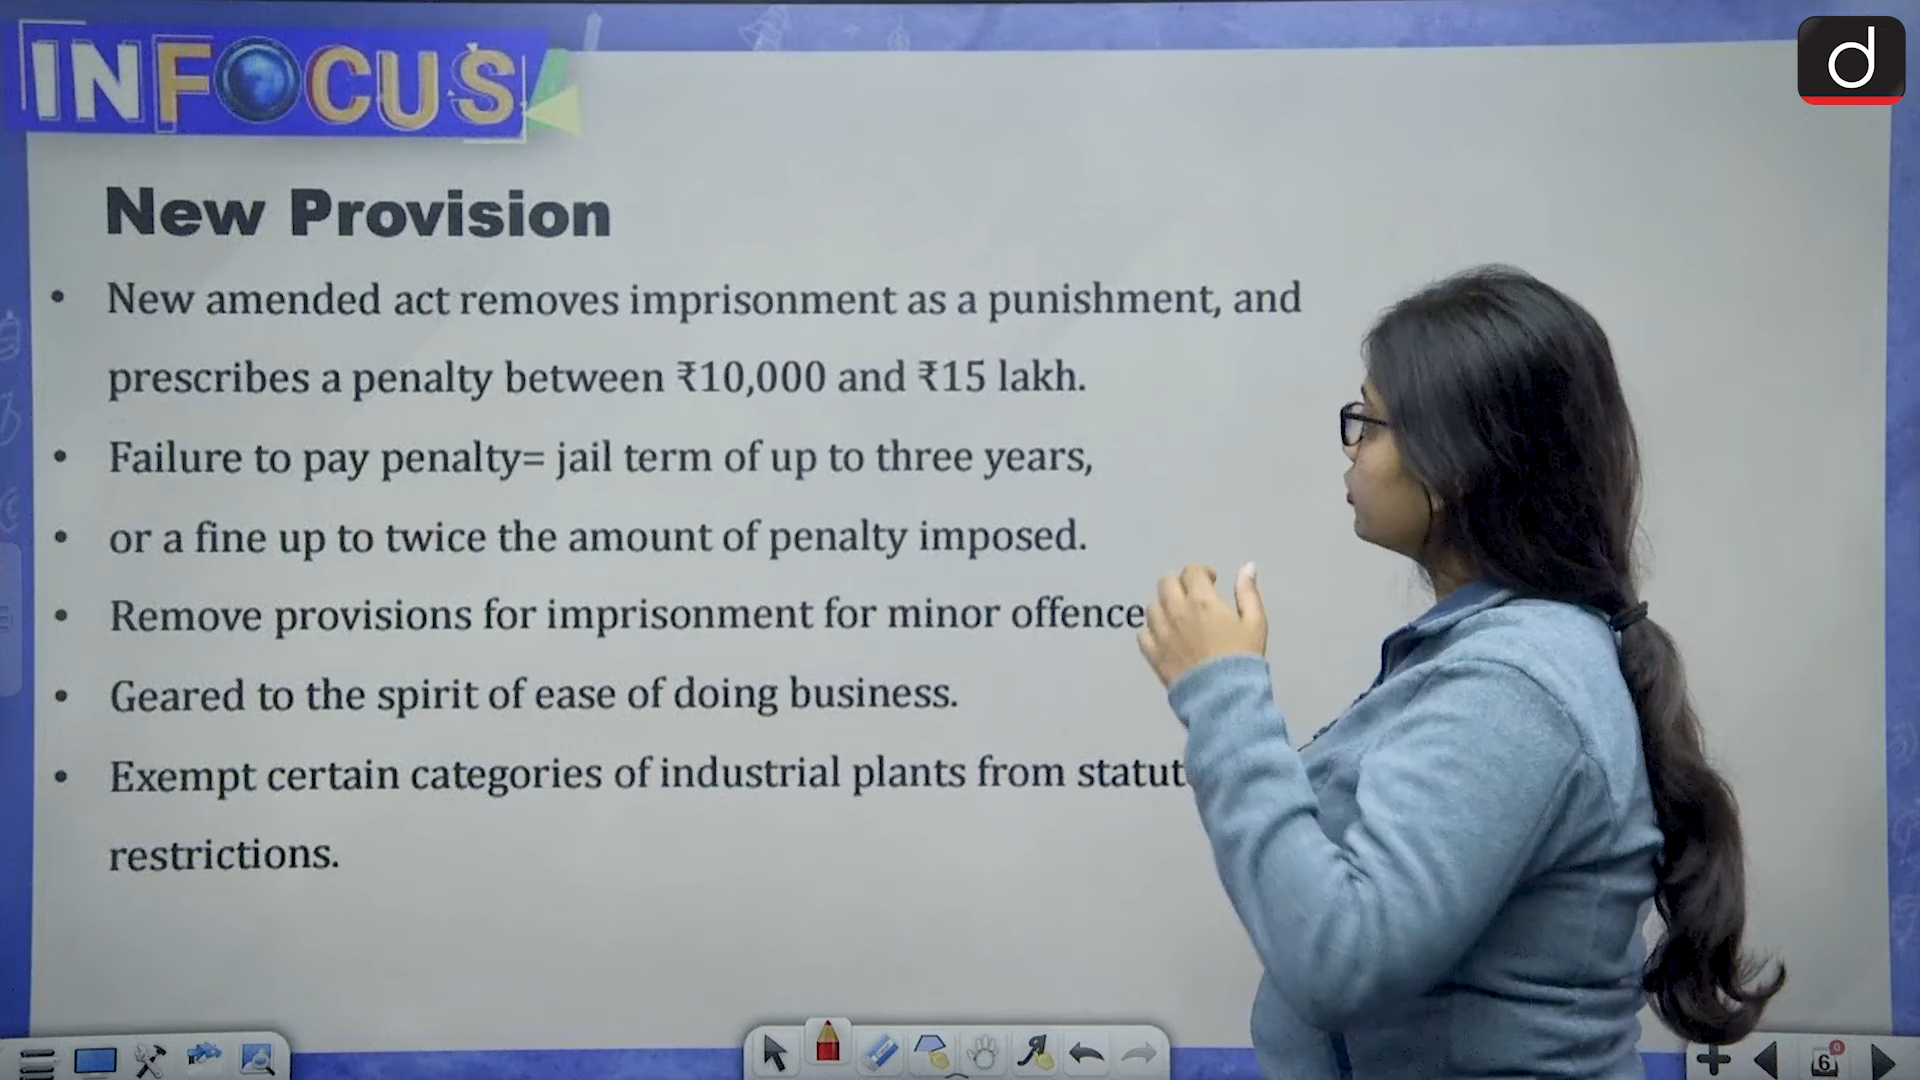 INFOCUS
d
New Provision
• New amended act removes imprisonment as a punishment, and
prescribes a penalty between ₹10,000 and ₹15 lakh.
• Failure to pay penalty= jail term of up to three years,
• or a fine up to twice the amount of penalty imposed.
• Remove provisions for imprisonment for minor offence
• Geared to the spirit of ease of doing business.
• Exempt certain categories of industrial plants from
restrictions.
6
0